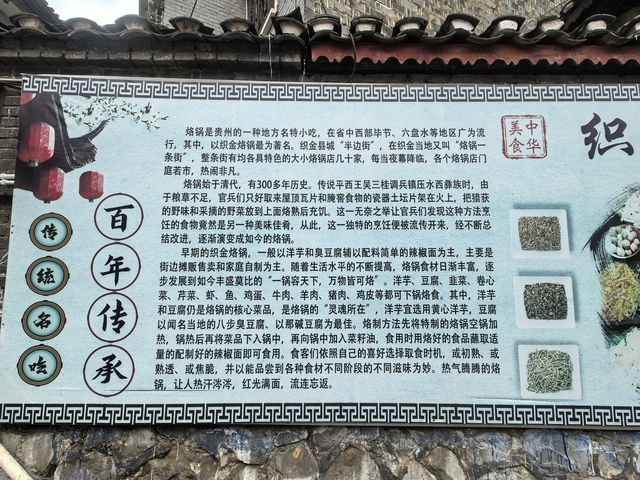 烙锅是贵州的一种地方名特小吃，在省中西部毕节、六盘水等地区广为流
行，其中，以织金烙锅最为著名。织金县城“半边街”，在织金当地又叫“烙锅一
条街”，整条街有均各具特色的大小烙锅店几十家，每当夜幕降临，各个烙锅店门
庭若市，热闹非凡。
烙锅始于清代，有300多年历史。传说平西王吴三桂调兵镇压水西彝族时，由
于粮草不足，官兵们只好取来屋顶瓦片和腌窖食物的瓷器土坛片架在火上，把猎获
的野味和采摘的野菜放到上面烙熟后充饥。这一无奈之举让官兵们发现这种方法烹
饪的食物竟然是另一种美味佳肴，从此，这一独特的烹饪被流传开来，经不断总
结改进，逐渐演变成如今的烙锅。
早期的织金烙锅，一般以洋芋和臭豆腐辅以配料简单的辣椒面为主，主要是
街边摊贩售卖和家庭自制为主。随着生活水平的不断提高，烙锅食材日渐丰富，逐
步发展到如今丰盛莫比的“一锅容天下，万物皆可烙”。洋芋、豆腐、韭菜、卷心
菜、芹菜、虾、鱼、鸡蛋、牛肉、羊肉、猪肉、鸡皮等都可下锅烙食。其中，洋芋
和豆腐仍是烙锅的核心菜品，是烙锅的“灵魂所在”，洋芋宜选用黄心洋芋，豆腐
以闻名当地的八步臭豆腐、以那碱豆腐为最佳。烙制方法先将特制的烙锅空锅加
热，锅热后再将菜品下入锅中，再向锅中加入菜籽油，食用时用烙好的食品蘸取适
量的配制好的辣椒面即可食用。食客们依照自己的喜好选择取食时机，或初熟、或
熟透、或焦脆，并以能品尝到各种食材不同阶段的不同滋味为妙。热气腾腾的烙
锅，让人热汗涔涔，红光满面，流连忘返。
传统名吃
百年传承
中华
美食
织